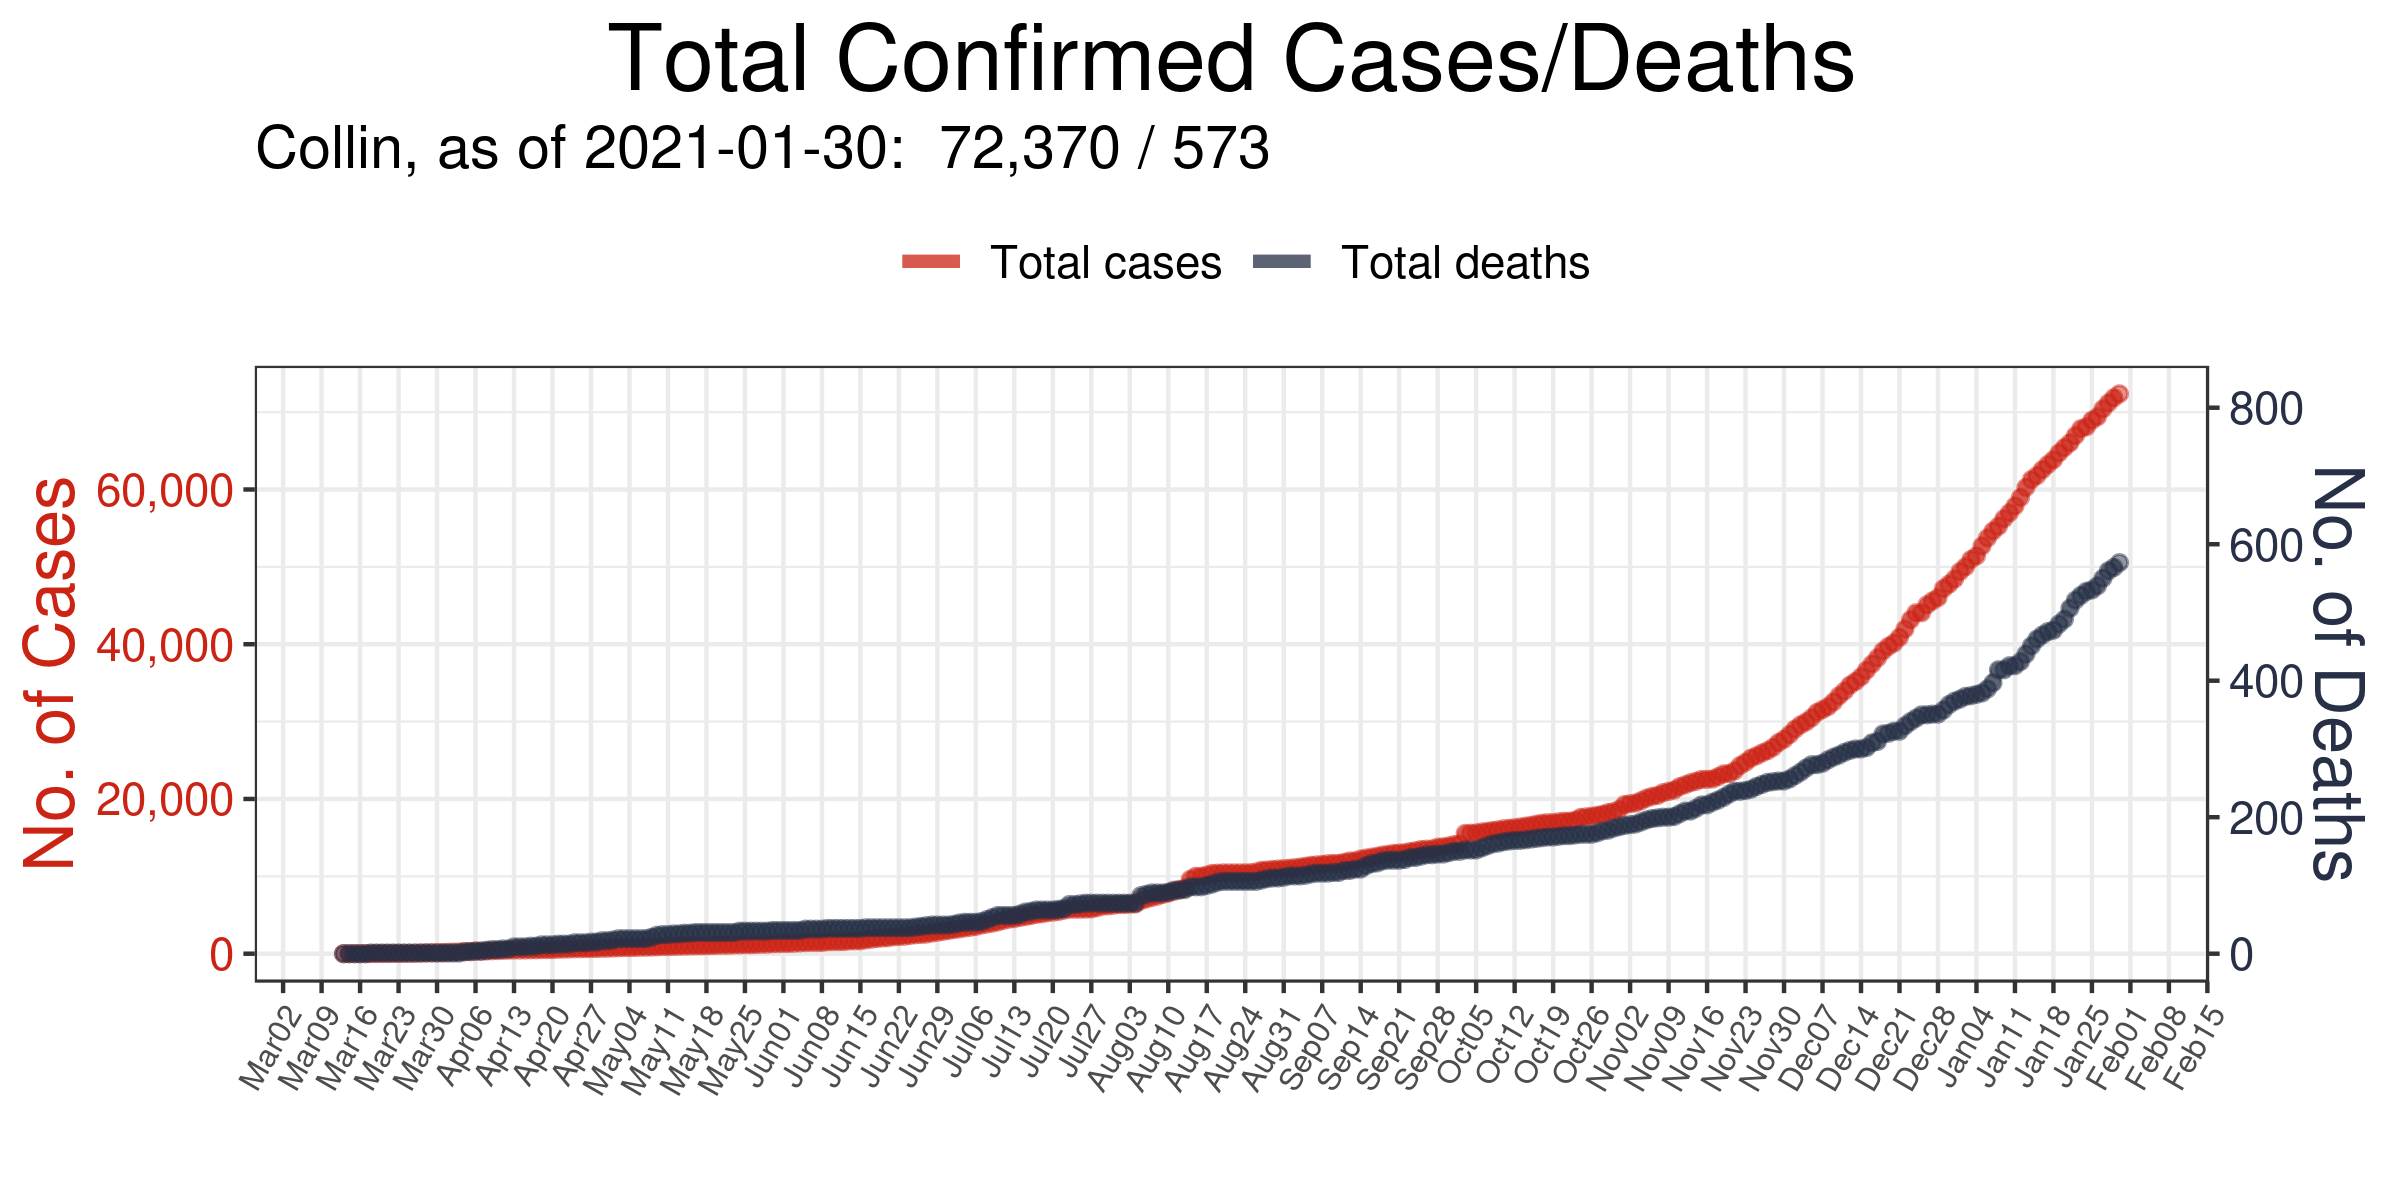 Total Confirmed Cases/Deaths
Collin, as of 2021-01-30: 72,370 / 573
Total cases Total deaths
No. of Cases
60,000
40,000
20,000
0
800
600
400
200
0
No. of Deaths
Mar02 Mar09 Mar16 Mar23 Mar30 Apr06 Apr13 Apr20 Apr27 May04 May11 May18 May25 Jun01 Jun08 Jun15 Jun22 Jun29 Jul06 Jul13 Jul20 Jul27 Aug03 Aug10 Aug17 Aug24 Aug31 Sep07 Sep14 Sep21 Sep28 Oct05 Oct12 Oct19 Oct26 Nov02 Nov09 Nov16 Nov23 Nov30 Dec07 Dec14 Dec21 Dec28 Dec04 Jan11 Jan18 Jan25 Feb01 Feb08 Feb15